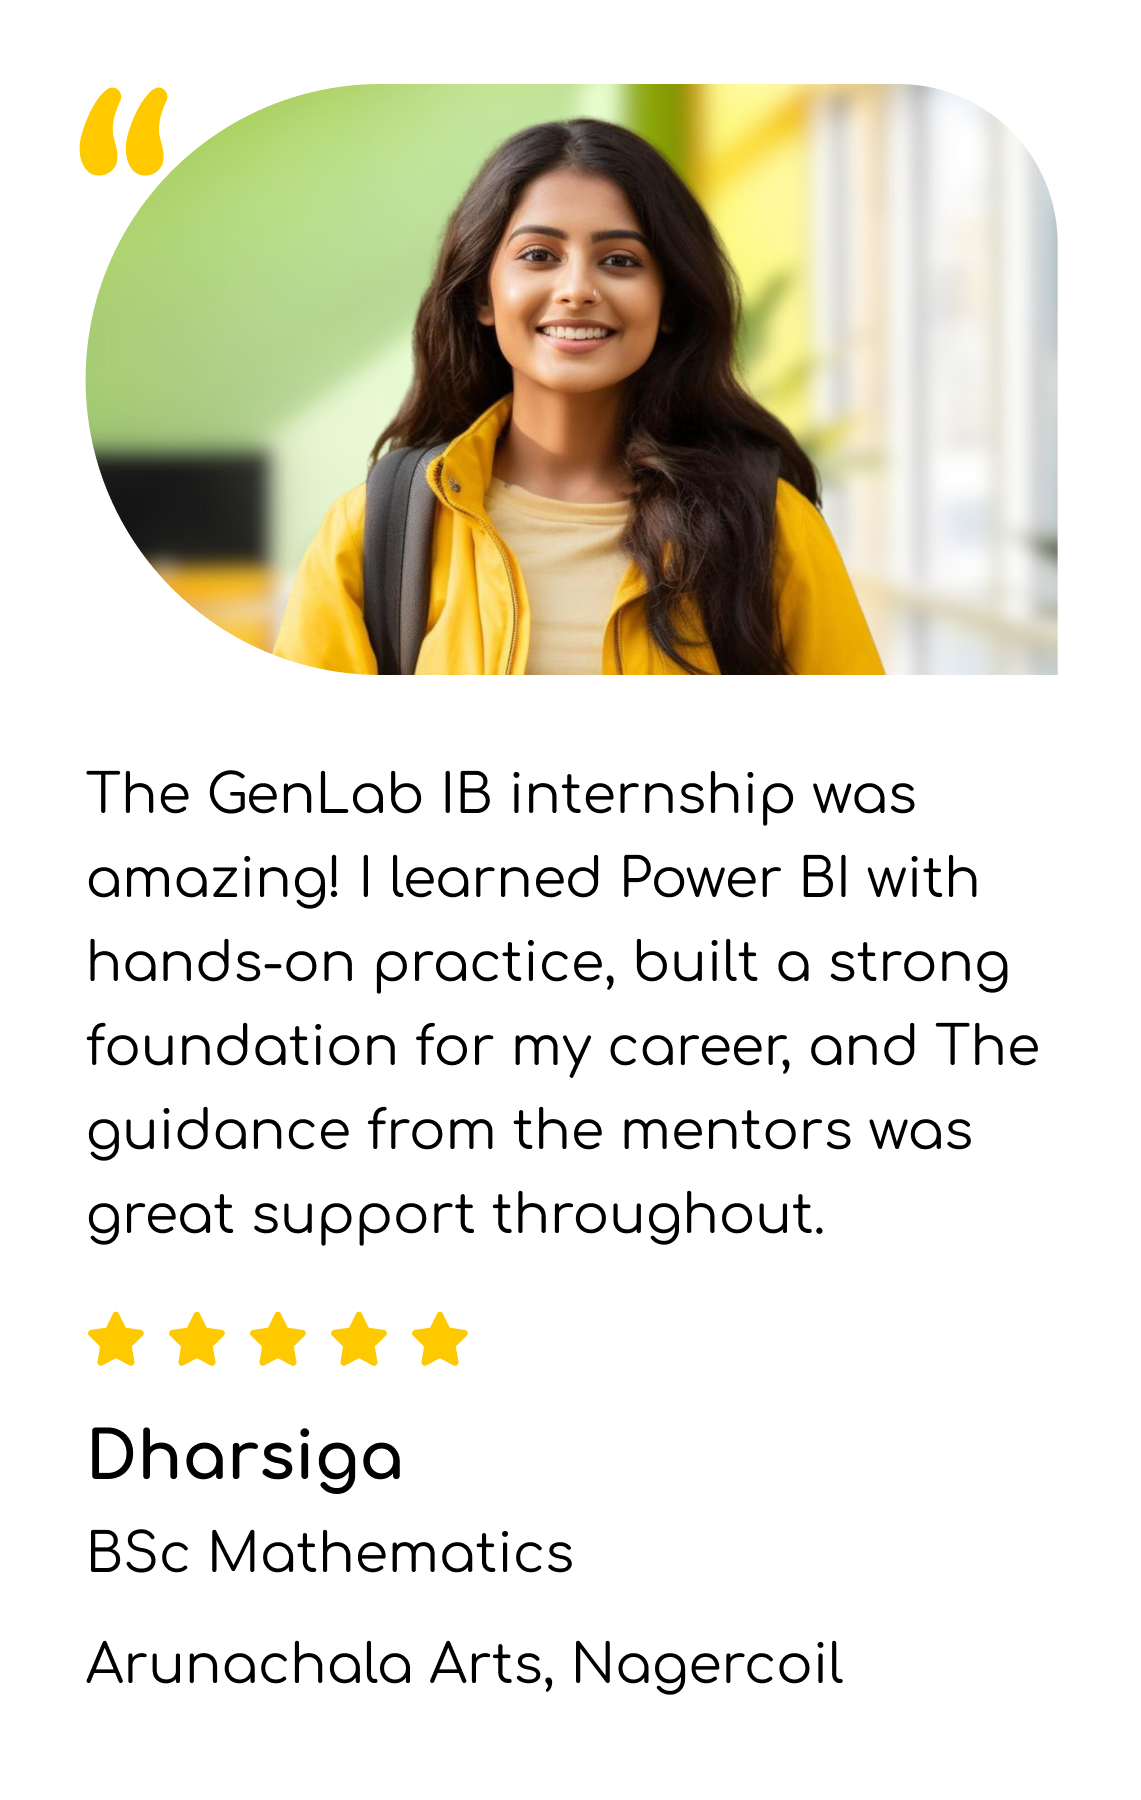 “
The GenLab IB internship was
amazing! I learned Power BI with
hands-on practice, built a strong
foundation for my career, and The
guidance from the mentors was
great support throughout.
Dharsiga
BSc Mathematics
Arunachala Arts, Nagercoil